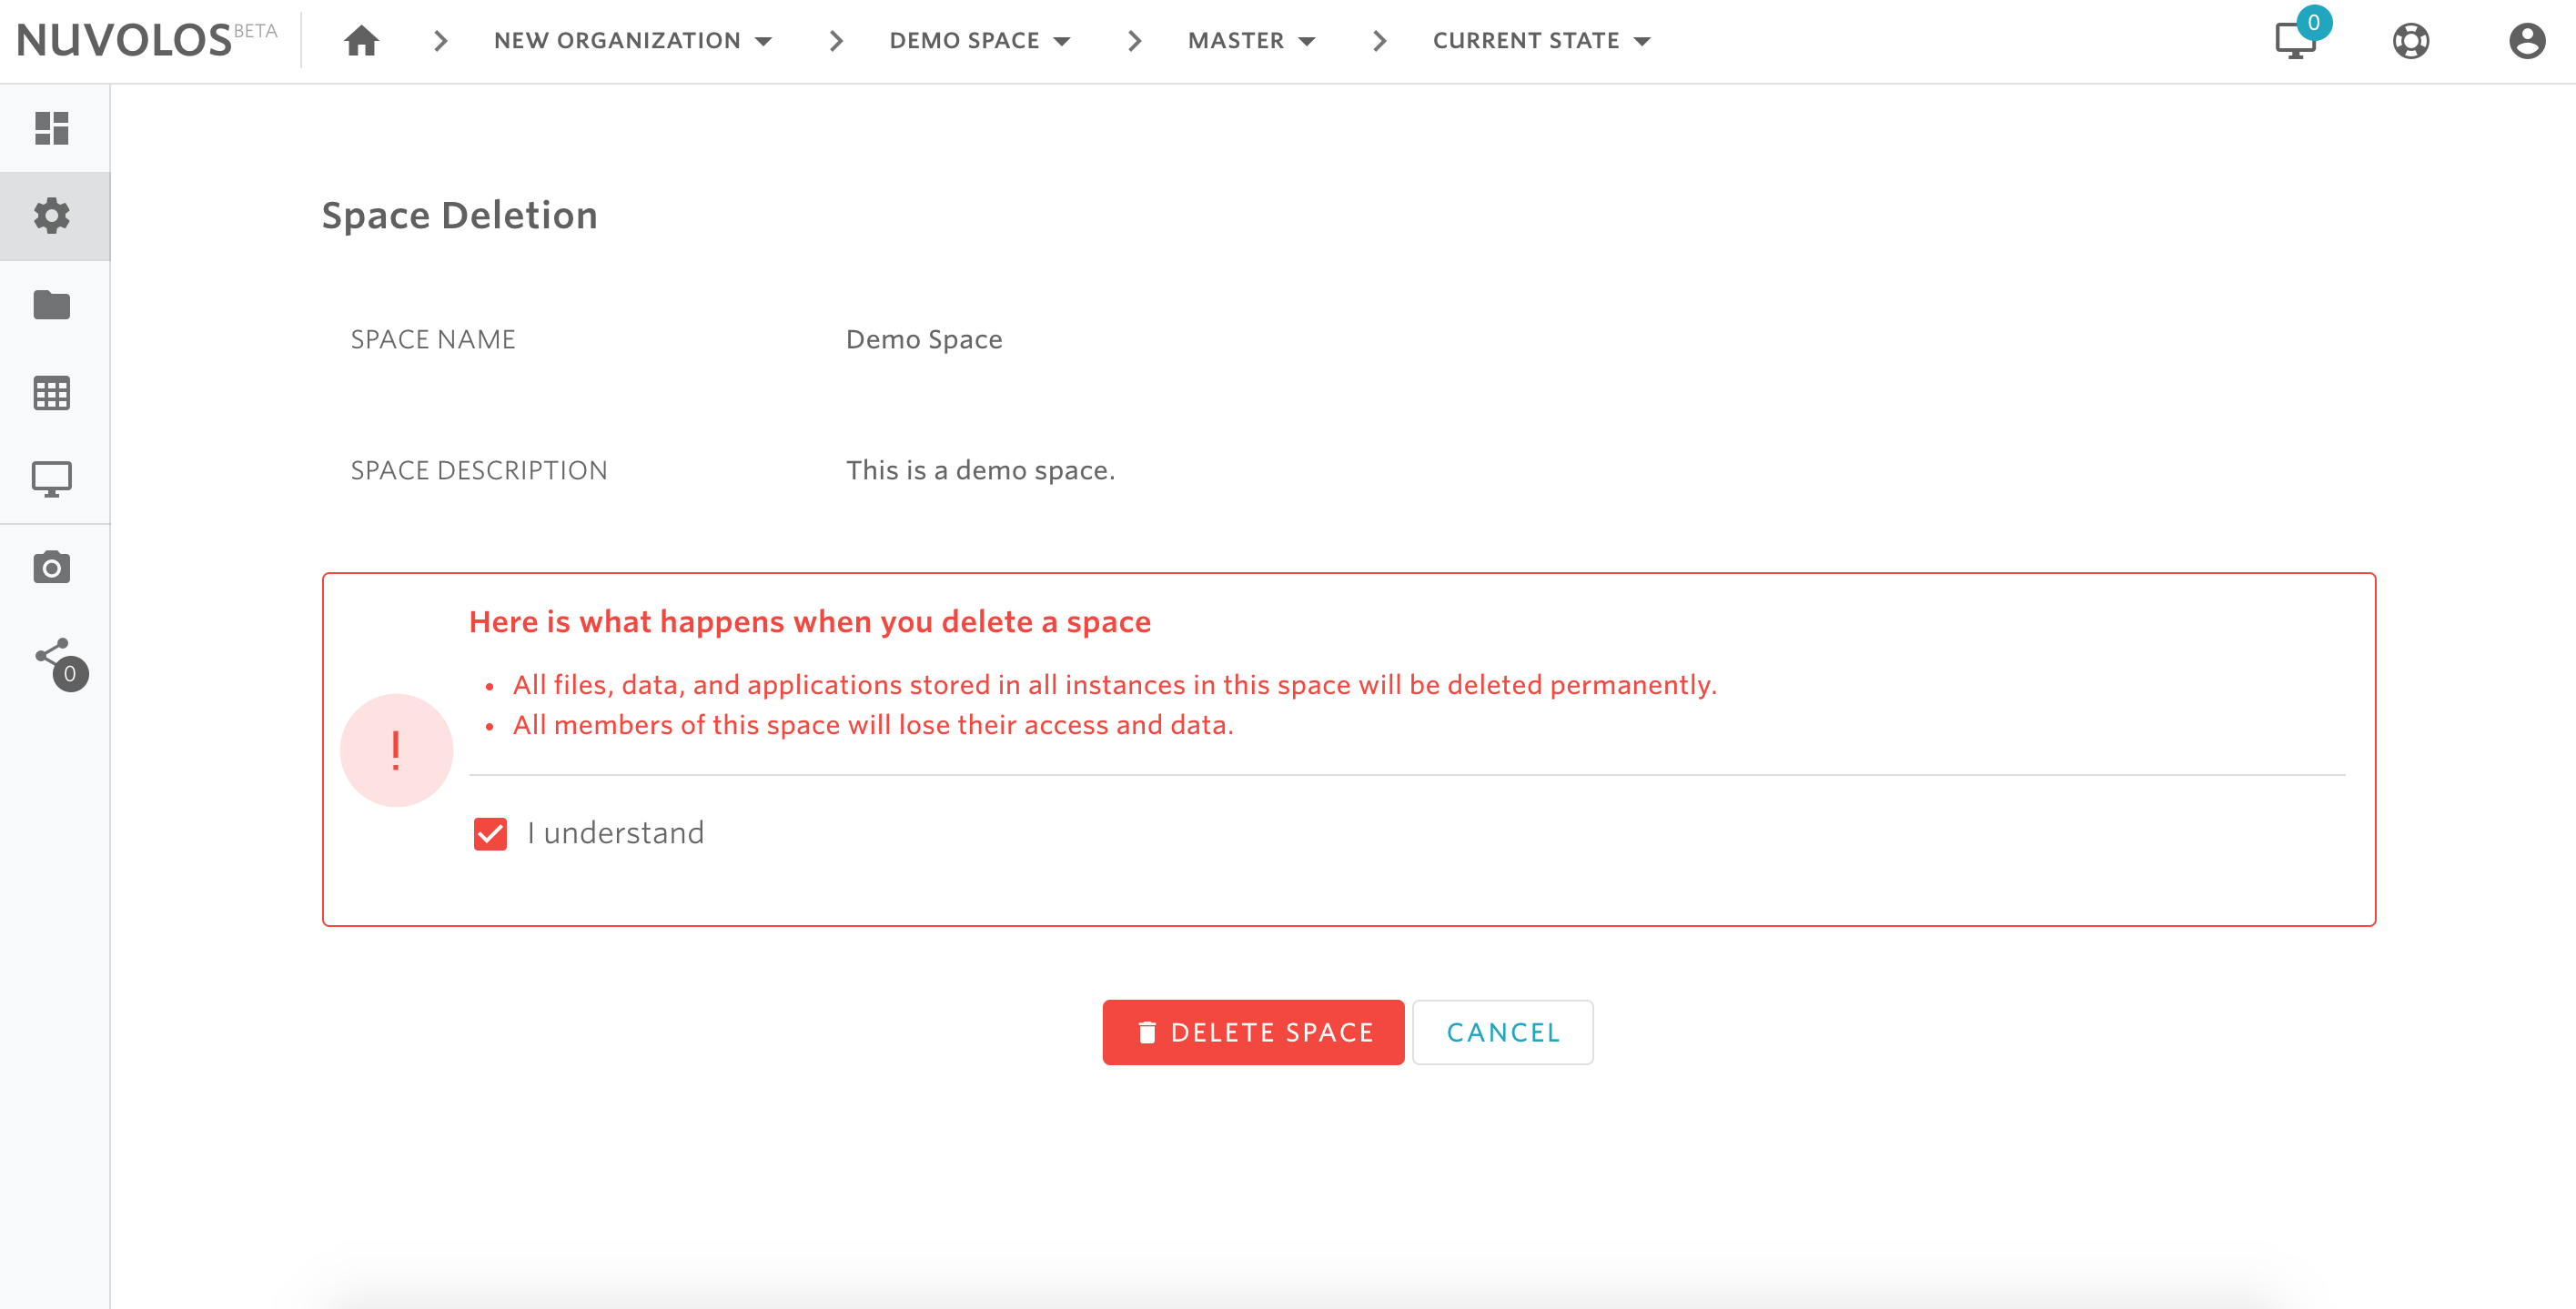 NUVOLOS BETA
NEW ORGANIZATION
DEMO SPACE
MASTER
CURRENT STATE
0
Space Deletion
SPACE NAME
Demo Space
SPACE DESCRIPTION
This is a demo space.
Here is what happens when you delete a space
All files, data, and applications stored in all instances in this space will be deleted permanently.
All members of this space will lose their access and data.
0
!
I understand
DELETE SPACE
CANCEL